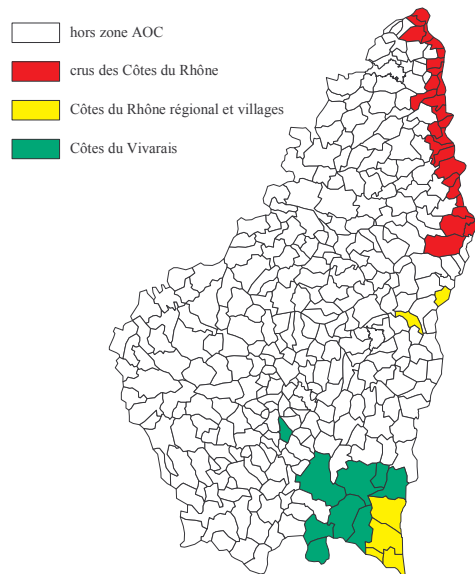 hors zone AOC
crus des Côtes du Rhône
Côtes du Rhône régional et villages
Côtes du Vivarais